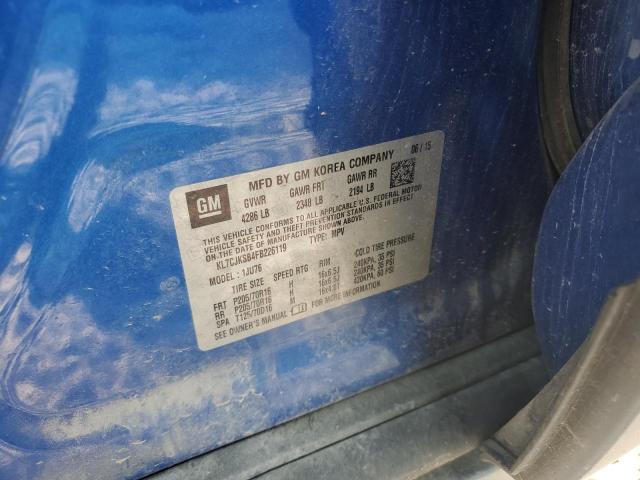 GM
MFD BY GM KOREA COMPANY 06/15
GVWR GAWR FRT GAWR RR
4286 LB 2348 LB 2194 LB
THIS VEHICLE CONFORMS TO ALL APPLICABLE U.S. FEDERAL MOTOR
VEHICLE SAFETY AND THEFT PREVENTION STANDARDS IN EFFECT
ON THE DATE OF MANUFACTURE SHOWN ABOVE.
KL7CJKSB4FB226119 TYPE: MPV
MODEL: 1JU76
TIRE SIZE SPEED RTG RIM COLD TIRE PRESSURE
FRT P205/70R16 H 16x6.5J 240KPA, 35 PSI
RR P205/70R16 H 16x6.5J 240KPA, 35 PSI
SPA T125/70D16 M 16x4.0T 420KPA, 60 PSI
SEE OWNER'S MANUAL FOR MORE INFORMATION.